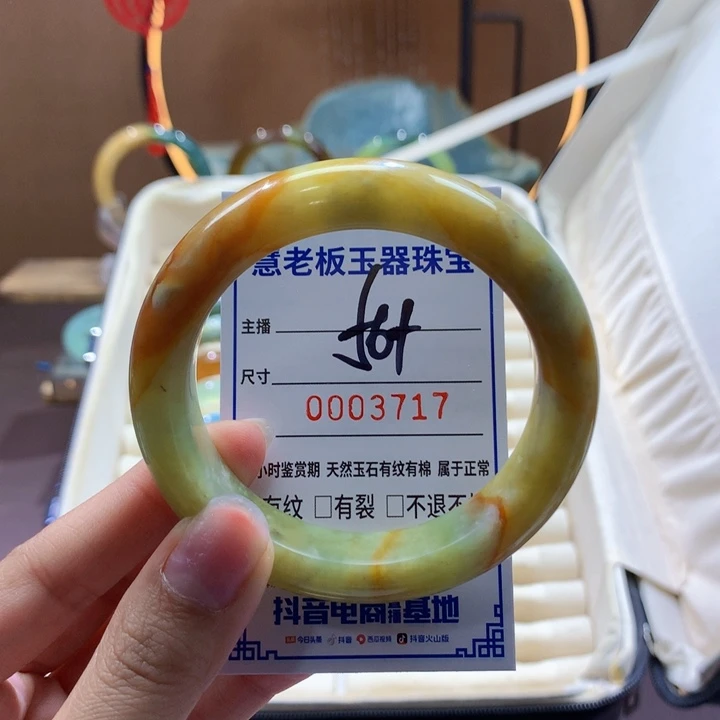 慧老板玉器珠宝
主播
尺寸
0003717
小时鉴赏期 天然玉石有纹有棉 属于正常
有纹 □有裂 □不退不
抖音电商直播基地
今日头条 抖音 西瓜视频 抖音火山版